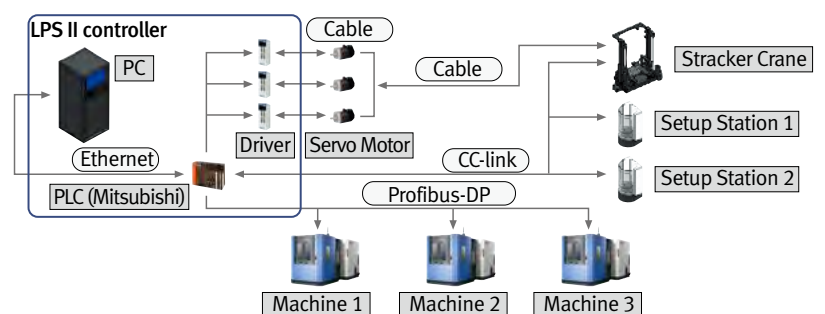 LPS II controller
PC
Cable
Cable
Stracker Crane
Driver
Servo Motor
Setup Station 1
Ethernet
CC-link
PLC (Mitsubishi)
Setup Station 2
Profibus-DP
Machine 1
Machine 2
Machine 3